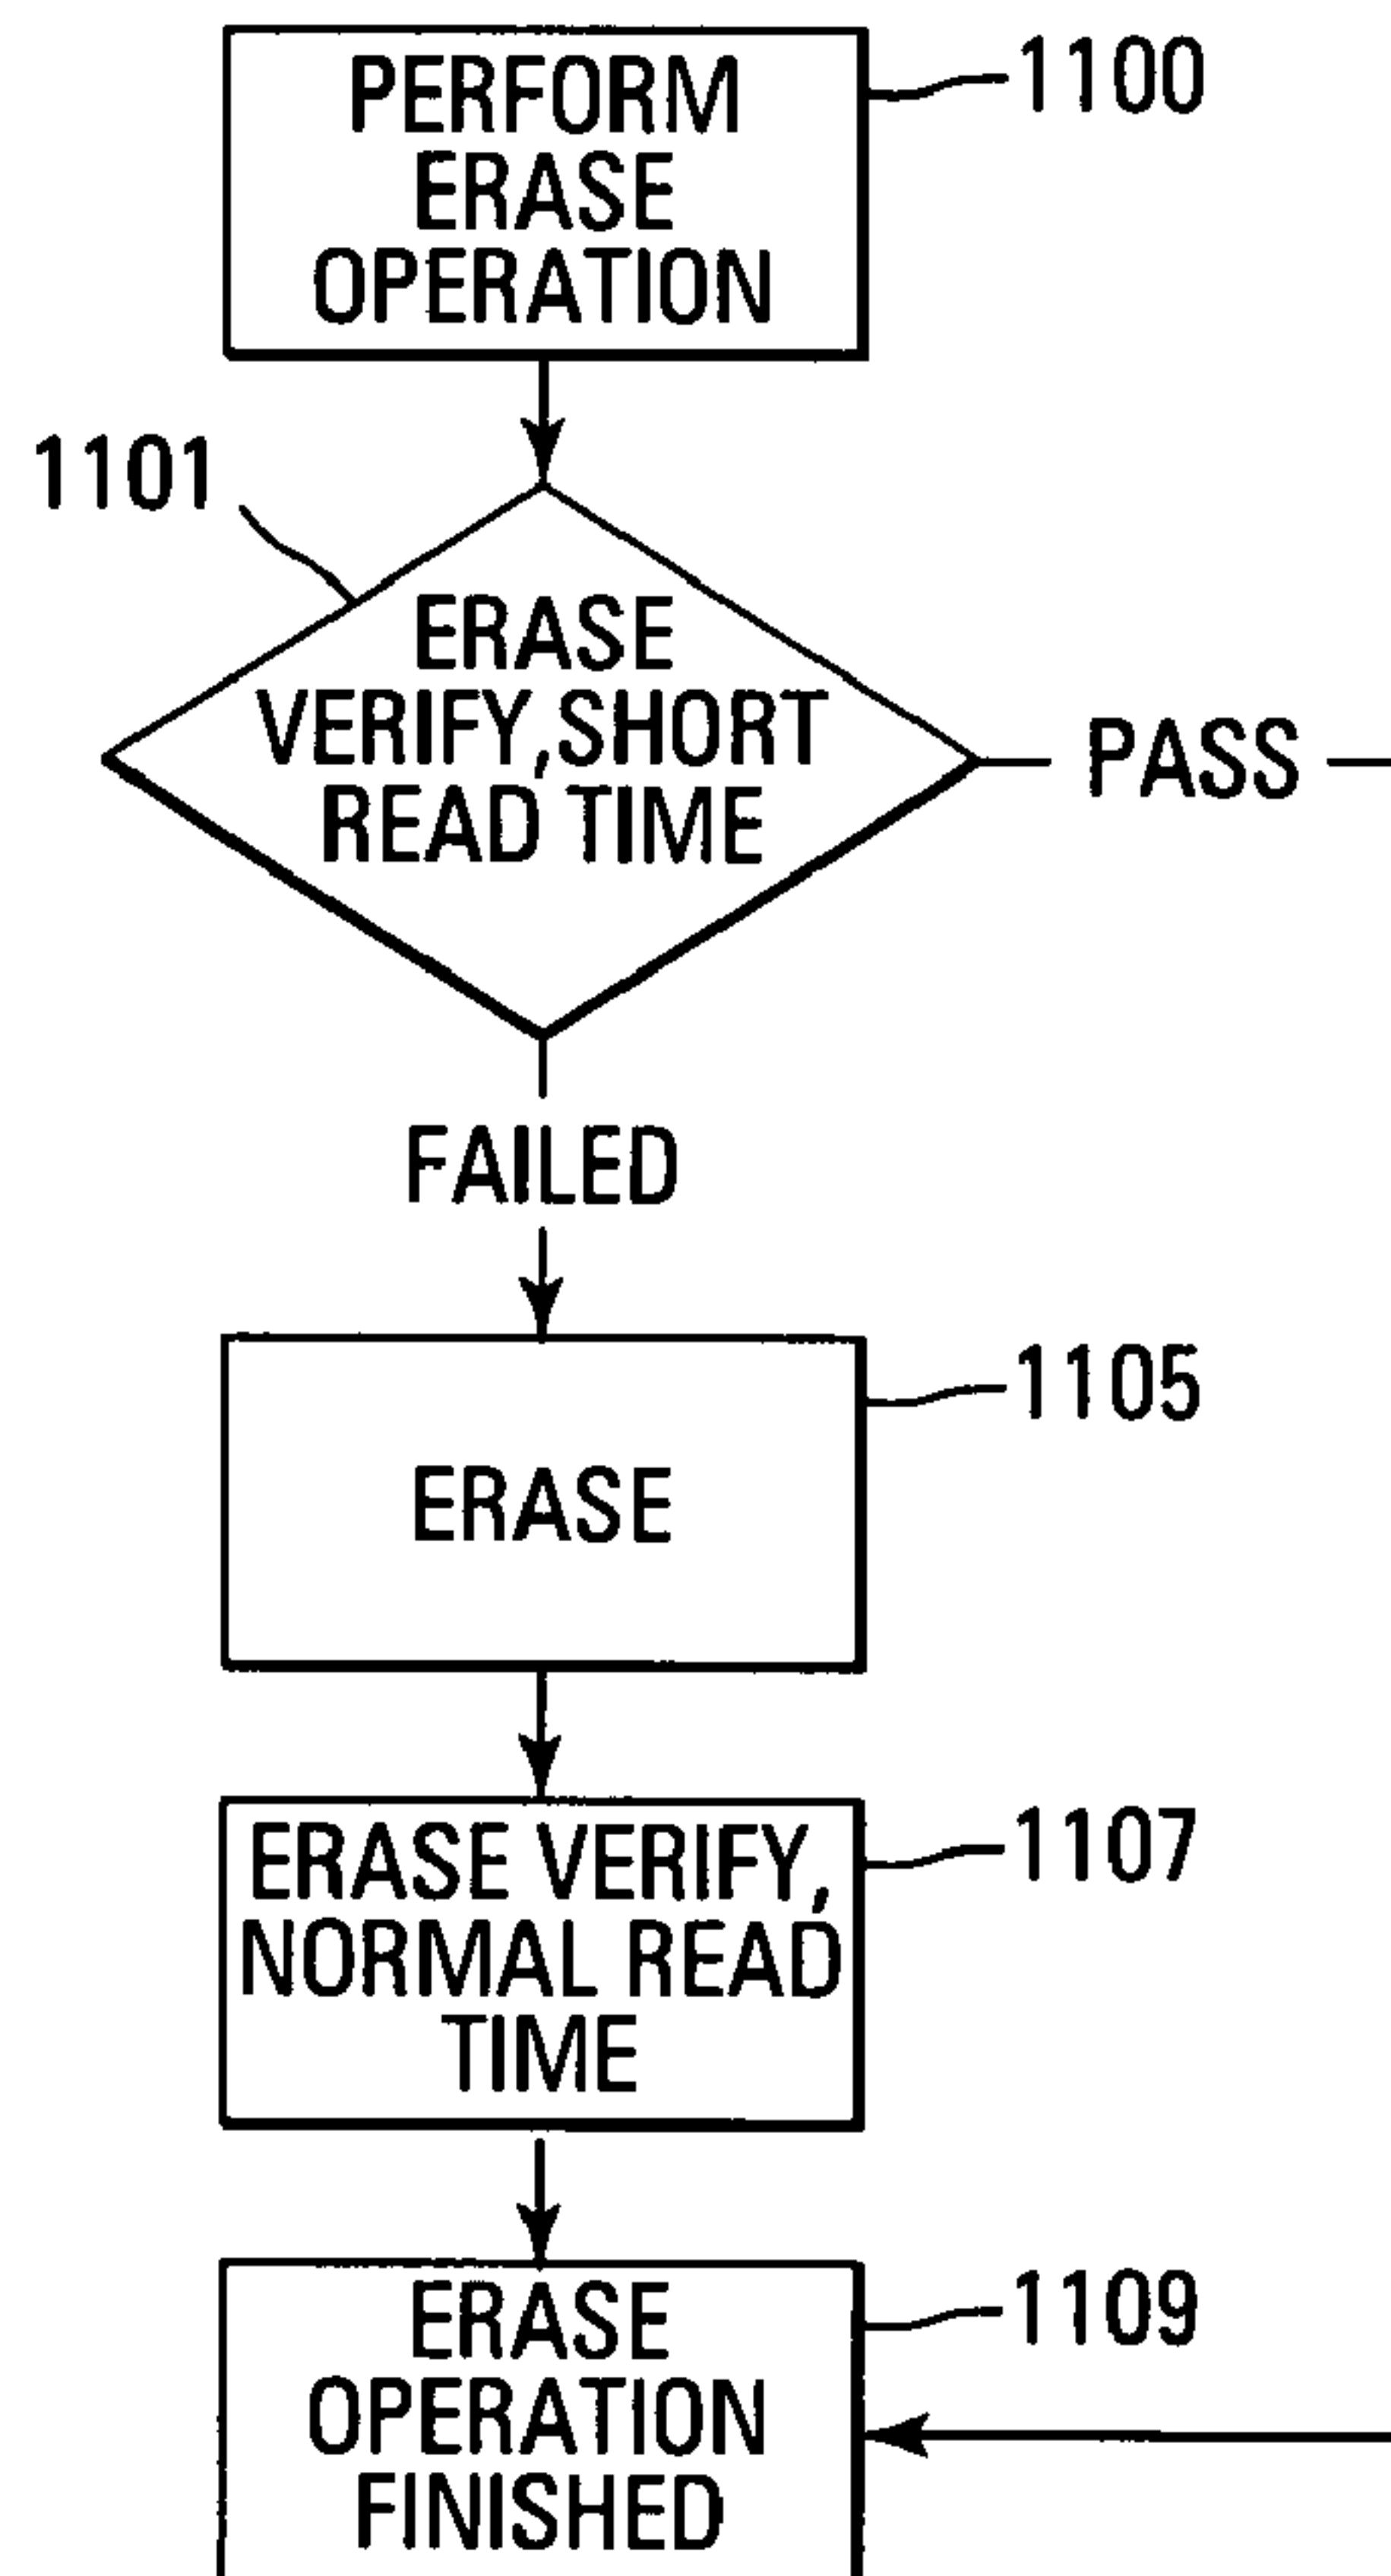 PERFORM
ERASE
OPERATION
1100
1101
ERASE
VERIFY,SHORT
READ TIME
PASS
FAILED
ERASE
1105
ERASE VERIFY,
NORMAL READ
TIME
1107
ERASE
OPERATION
FINISHED
1109